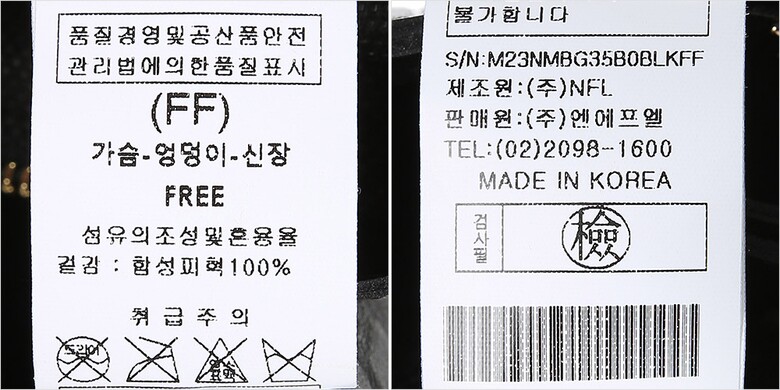 품질경영및공산품안전
관리법에의한품질표시
(FF)
가슴-엉덩이-신장
FREE
섬유의조성및혼용율
겉감 : 합성피혁100%
취급주의
드라이
염소
표백
불가합니다
S/N:M23NMBG35B0BLKFF
제조원:(주)NFL
판매원:(주)엔에프엘
TEL:(02)2098-1600
MADE IN KOREA
검사필
檢